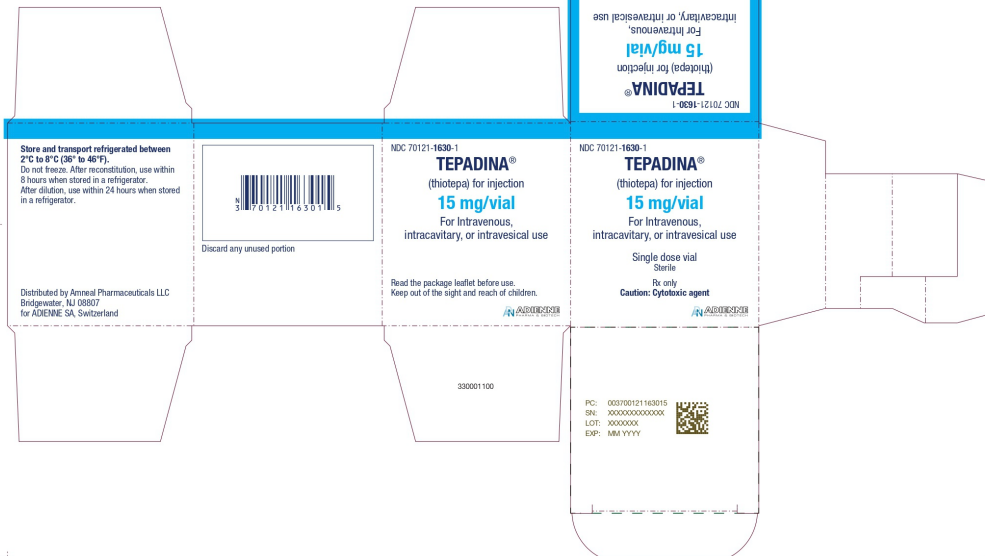 NDC 70121-1630-1
TEPADINA®
(thiotepa) for injection
15 mg/vial
For Intravenous,
intracavitary, or intravesical use
Store and transport refrigerated between
2°C to 8°C (36° to 46°F).
Do not freeze. After reconstitution, use within
8 hours when stored in a refrigerator.
After dilution, use within 24 hours when stored
in a refrigerator.
Distributed by Amneal Pharmaceuticals LLC
Bridgewater, NJ 08807
for ADIENNE SA, Switzerland
N
3 70121 16301 5
Discard any unused portion
NDC 70121-1630-1
TEPADINA®
(thiotepa) for injection
15 mg/vial
For Intravenous,
intracavitary, or intravesical use
Read the package leaflet before use.
Keep out of the sight and reach of children.
ADIENNE
PHARMA & BIOTECH
NDC 70121-1630-1
TEPADINA®
(thiotepa) for injection
15 mg/vial
For Intravenous,
intracavitary, or intravesical use
Single dose vial
Sterile
Rx only
Caution: Cytotoxic agent
ADIENNE
PHARMA & BIOTECH
330001100
PC: 003700121163015
SN: XXXXXXXXXXXXX
LOT: XXXXXXX
EXP: MM YYYY